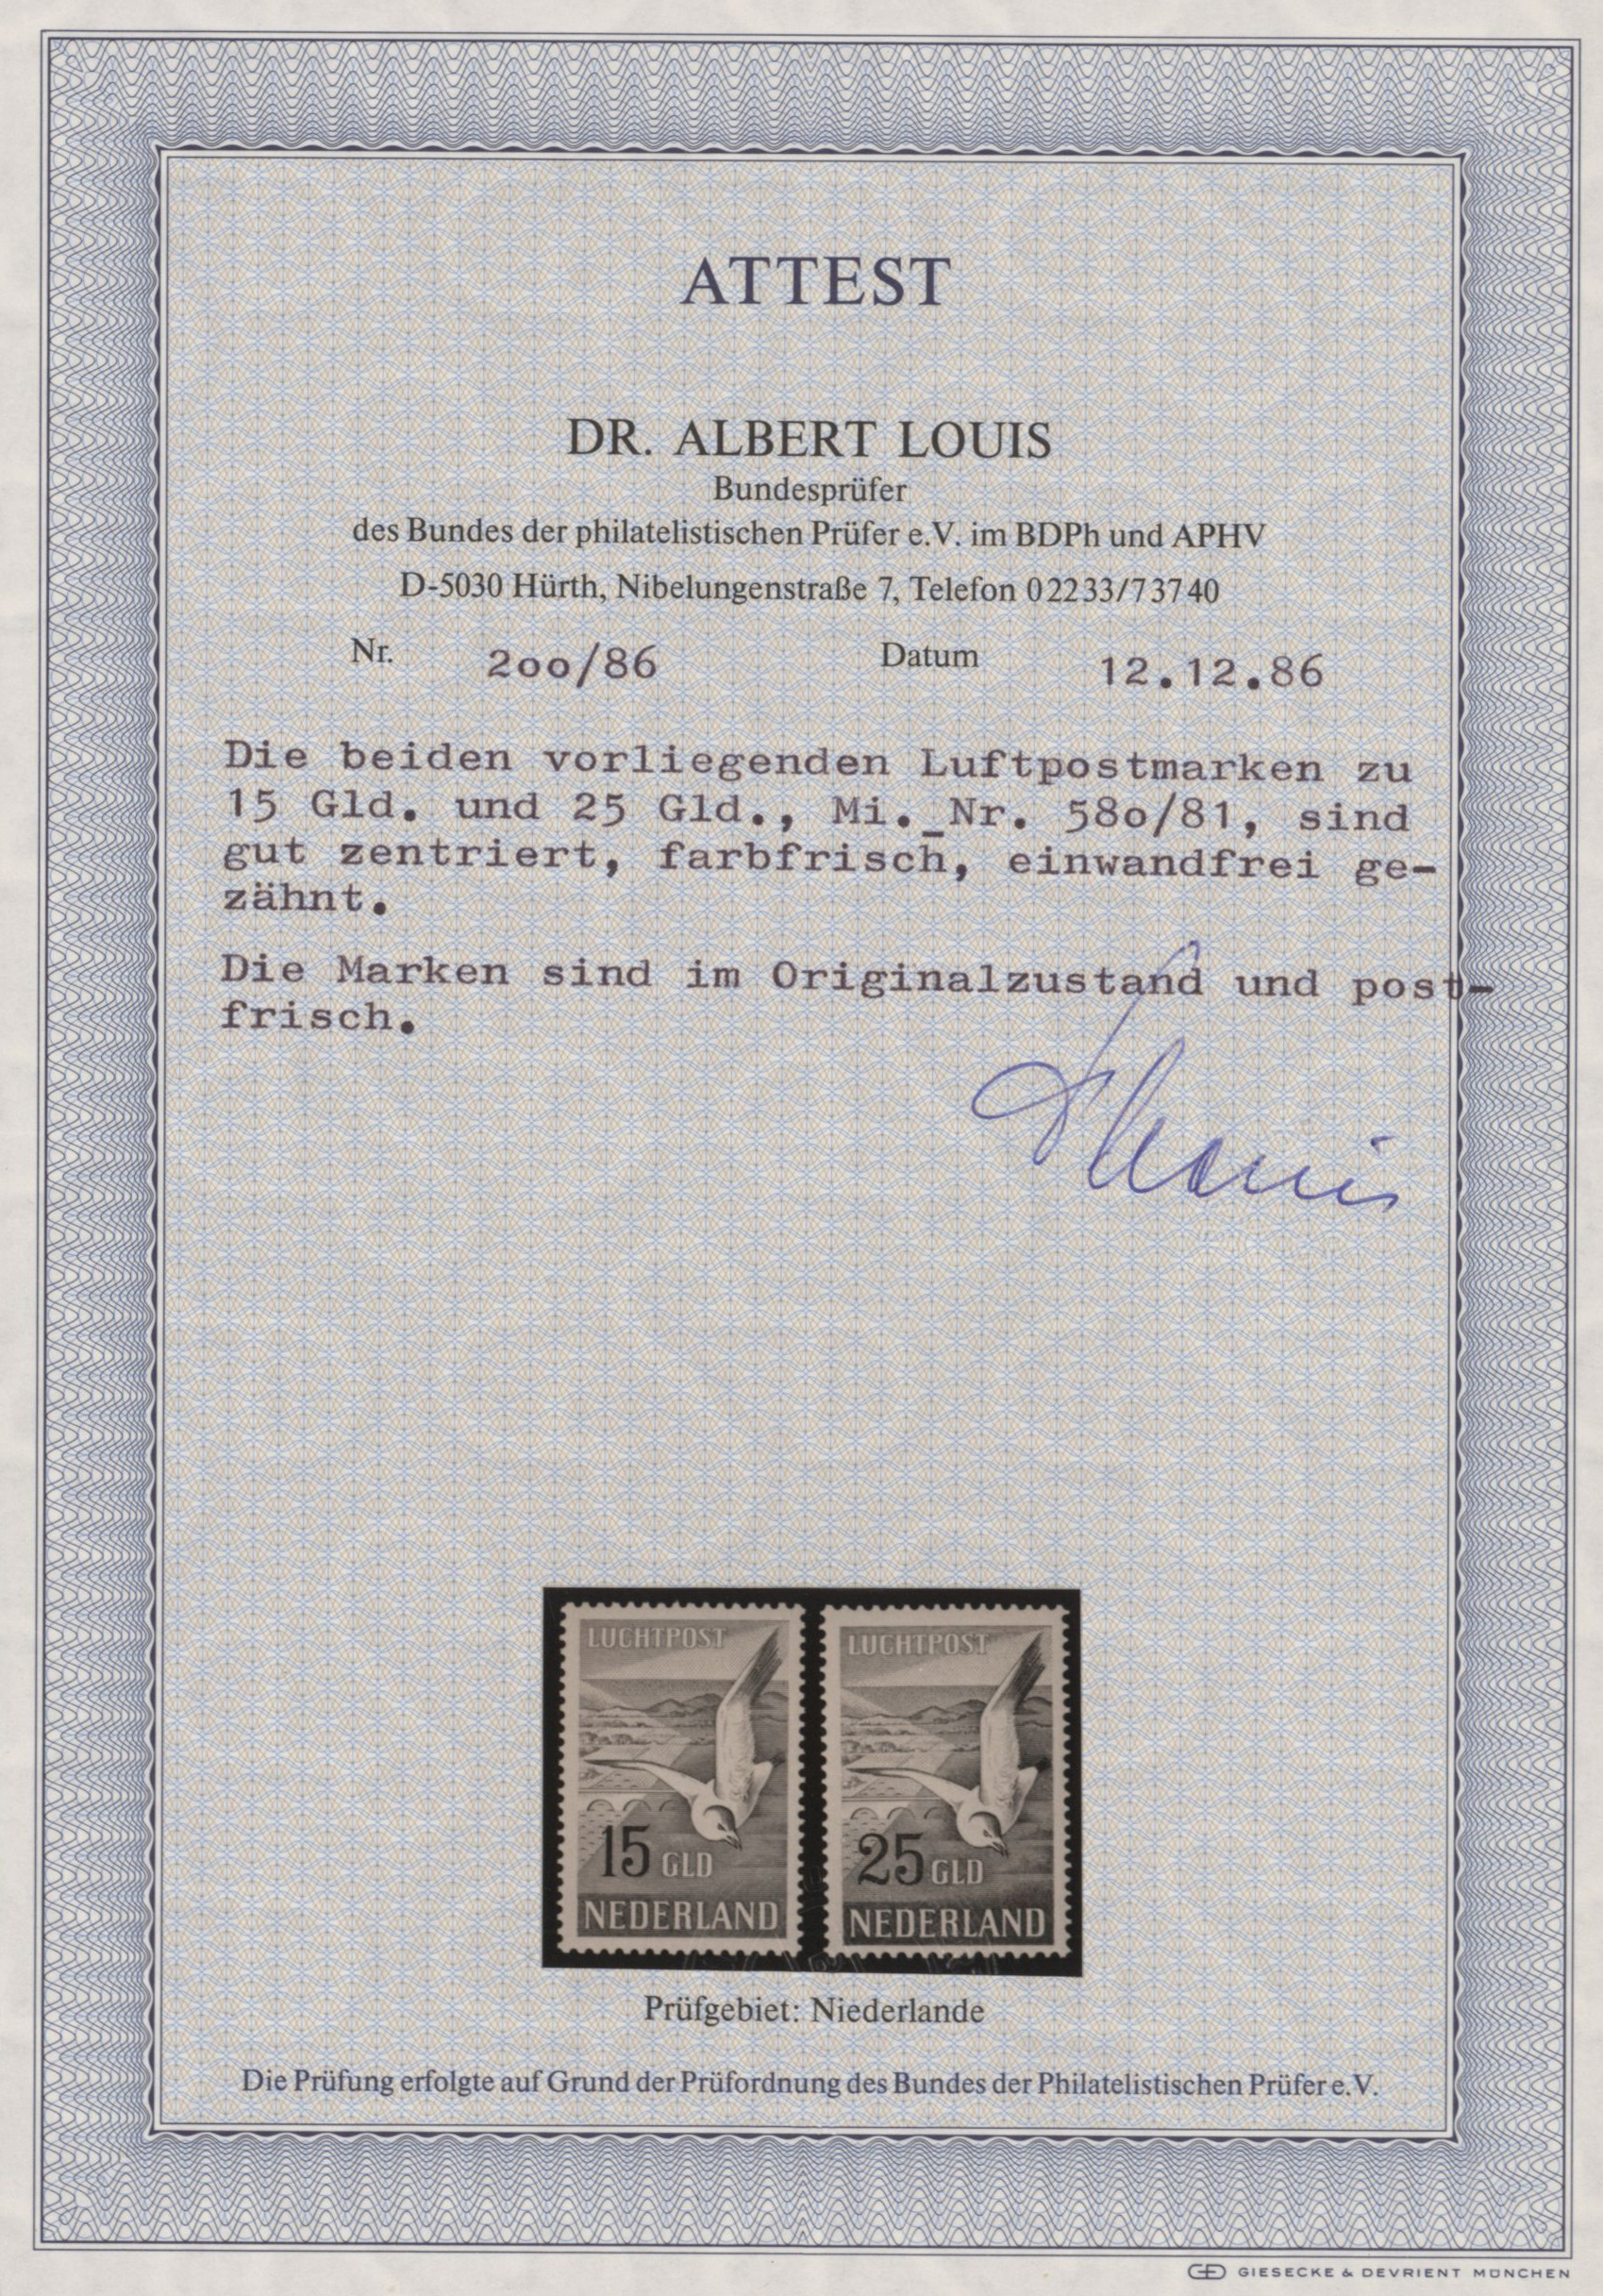 ATTEST
DR. ALBERT LOUIS
Bundesprüfer
des Bundes der philatelistischen Prüfer e.V. im BDPh und APHV
D-5030 Hürth, Nibelungenstraße 7, Telefon 02233/73740
Nr. 200/86 Datum 12.12.86
Die beiden vorliegenden Luftpostmarken zu
15 Gld. und 25 Gld., Mi._Nr. 580/81, sind
gut zentriert, farbfrisch, einwandfrei ge-
zähnt.
Die Marken sind im Originalzustand und post-
frisch.
Louis
LUCHTPOST
15 GLD
NEDERLAND
LUCHTPOST
25 GLD
NEDERLAND
Prüfgebiet: Niederlande
Die Prüfung erfolgte auf Grund der Prüfordnung des Bundes der Philatelistischen Prüfer e.V.
GIESECKE & DEVRIENT MÜNCHEN